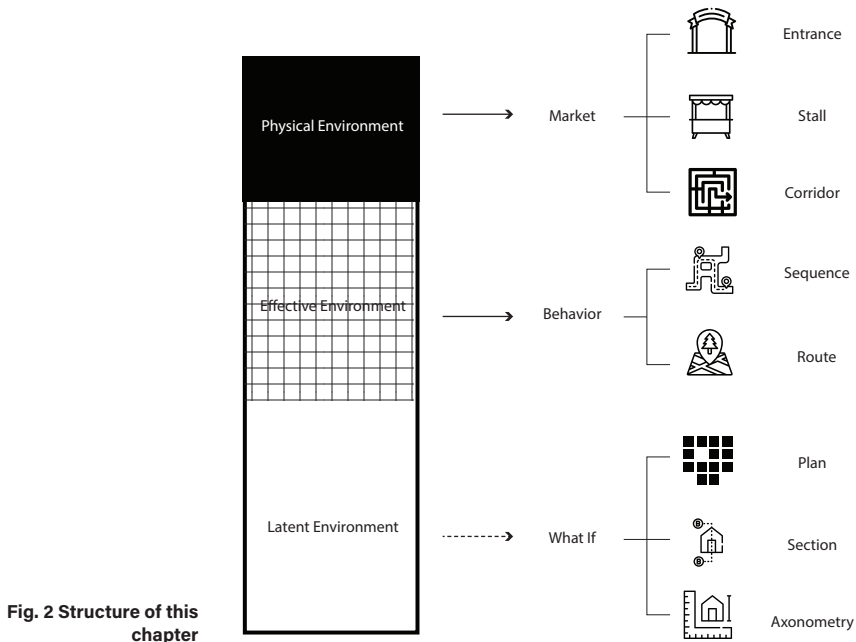 Entrance
Physical Environment
Market
Stall
Corridor
Sequence
Effective Environment
Behavior
Route
Plan
Latent Environment
What If
Section
Fig. 2 Structure of this
chapter
Axonometry